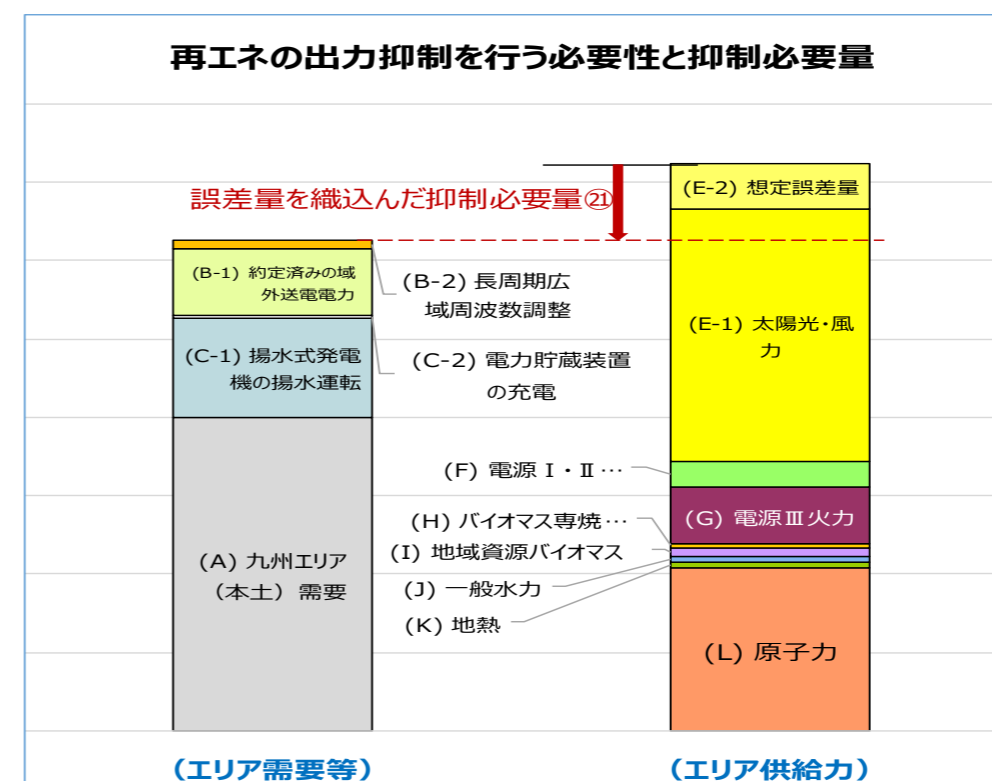 再エネの出力抑制を行う必要性と抑制必要量
誤差量を織込んだ抑制必要量㉑
(B-1) 約定済みの域
外送電電力
(B-2) 長周期広
域周波数調整
(C-1) 揚水式発電
機の揚水運転
(C-2) 電力貯蔵装置
の充電
(A) 九州エリア
（本土）需要
(E-2) 想定誤差量
(E-1) 太陽光・風
力
(F) 電源Ⅰ・Ⅱ…
(G) 電源Ⅲ火力
(H) バイオマス専焼…
(I) 地域資源バイオマス
(J) 一般水力
(K) 地熱
(L) 原子力
（エリア需要等）
（エリア供給力）